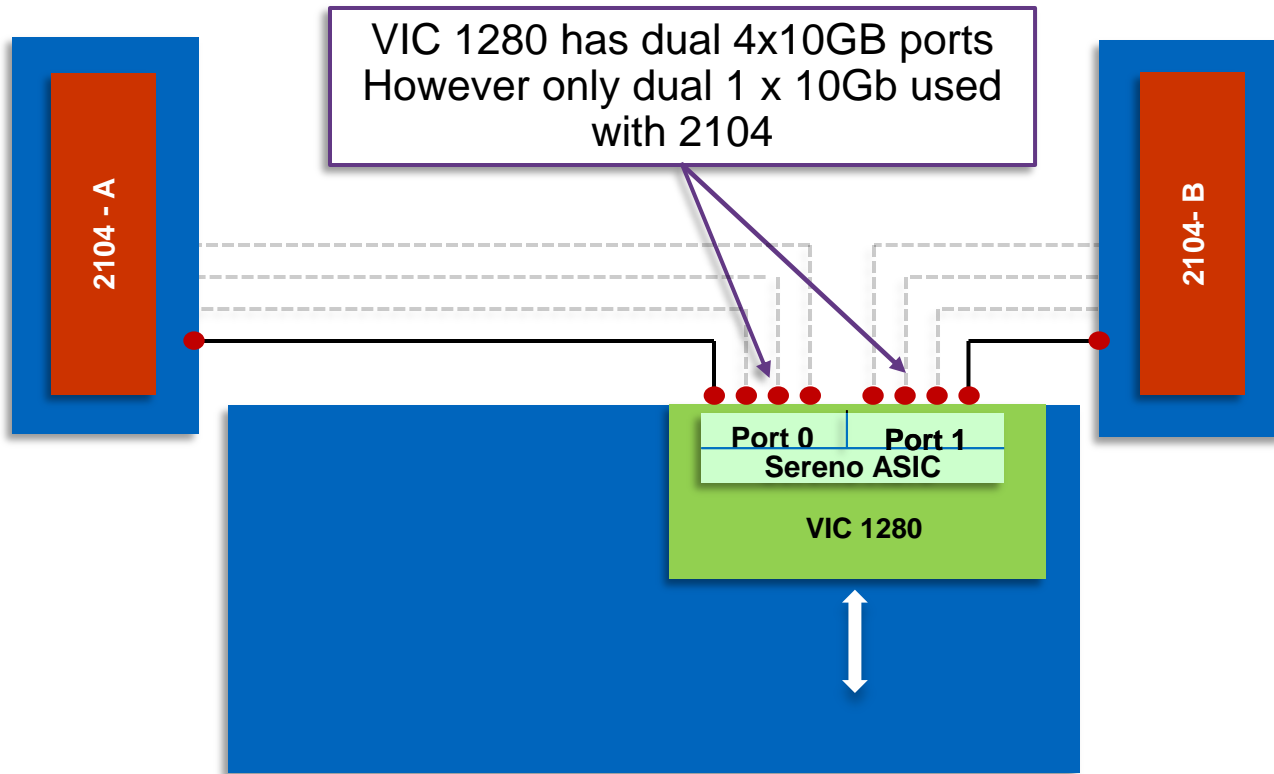 VIC 1280 has dual 4x10GB ports
However only dual 1 x 10Gb used
with 2104
2104 - A
2104- B
Port 0
Port 1
Sereno ASIC
VIC 1280